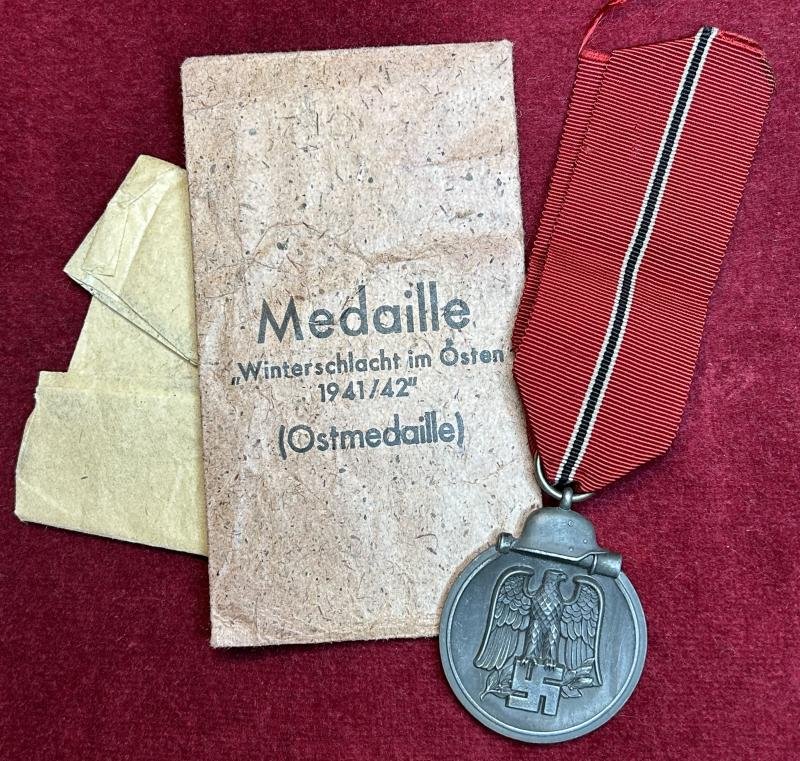 Medaille
„Winterschlacht im Osten
1941/42"
(Ostmedaille)